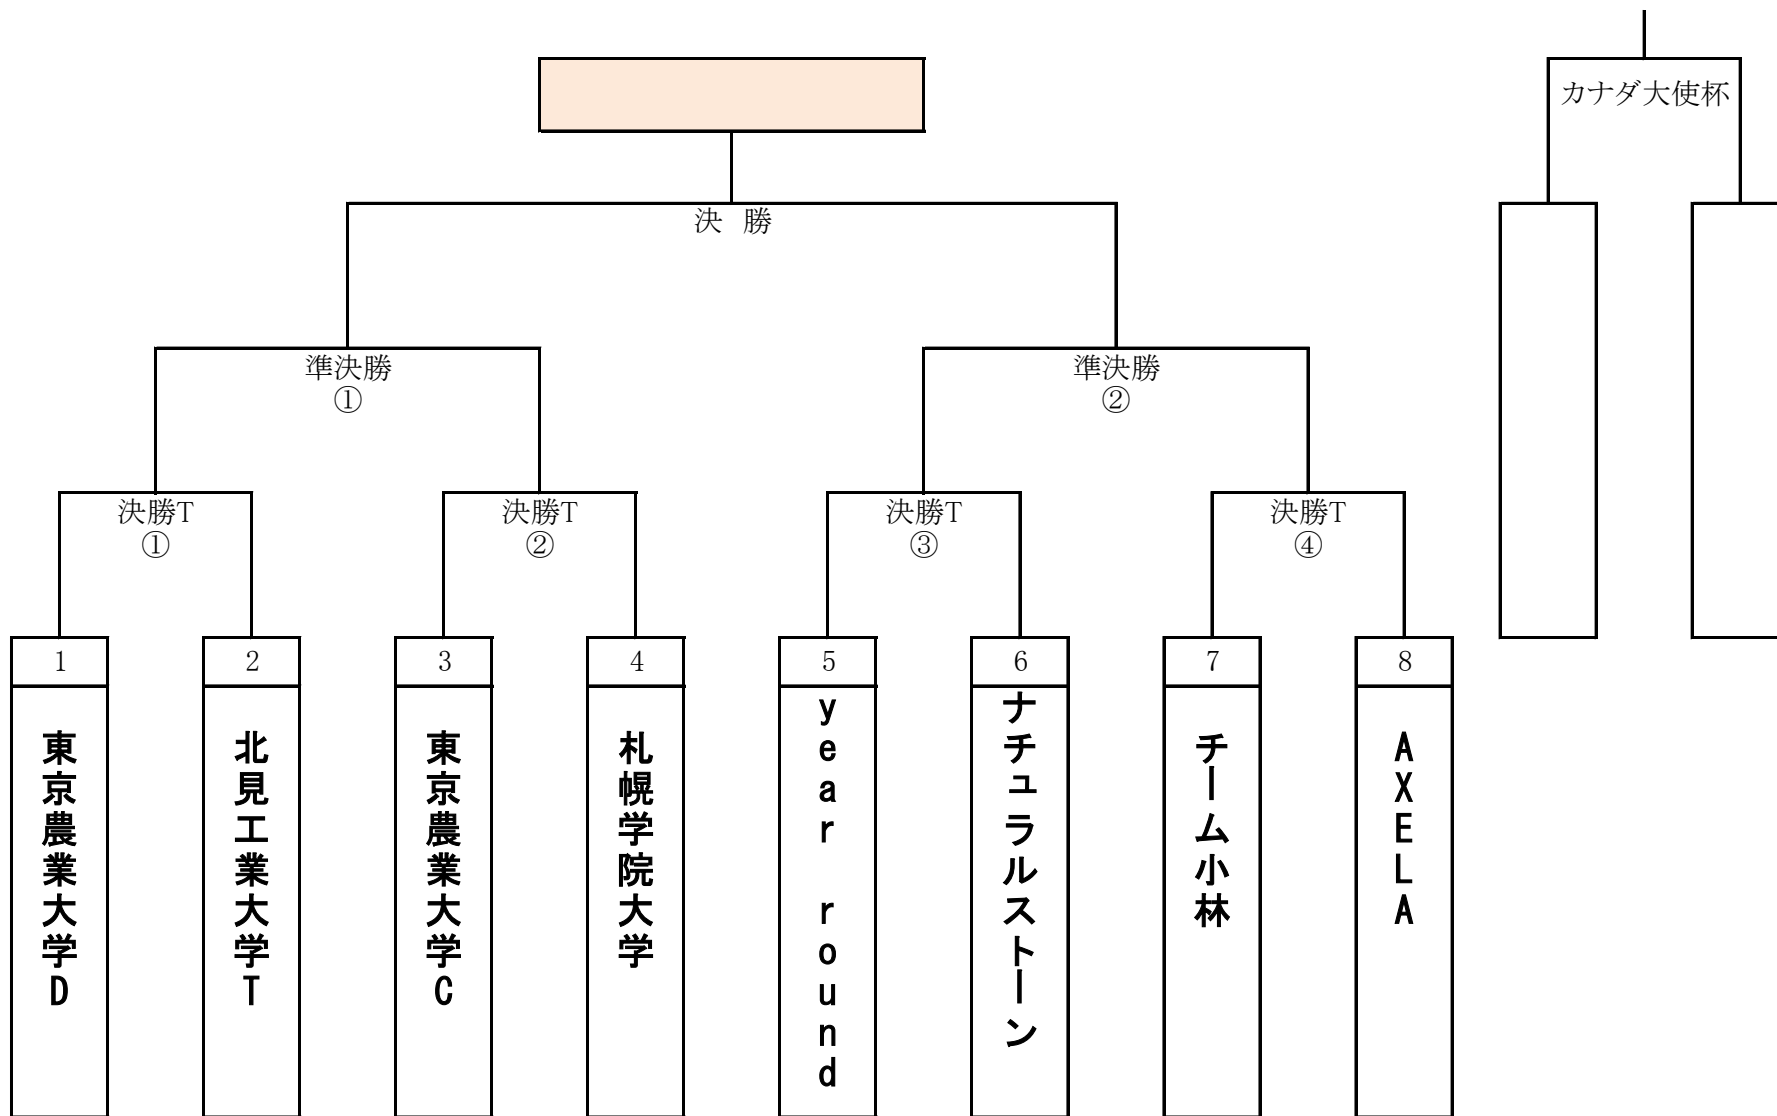 カナダ大使杯
決 勝
準決勝
①
準決勝
②
決勝T
①
決勝T
②
決勝T
③
決勝T
④
1
2
3
4
5
6
7
8
東京農業大学D
北見工業大学T
東京農業大学C
札幌学院大学
year round
ナチュラルストーン
チーム小林
AXELA